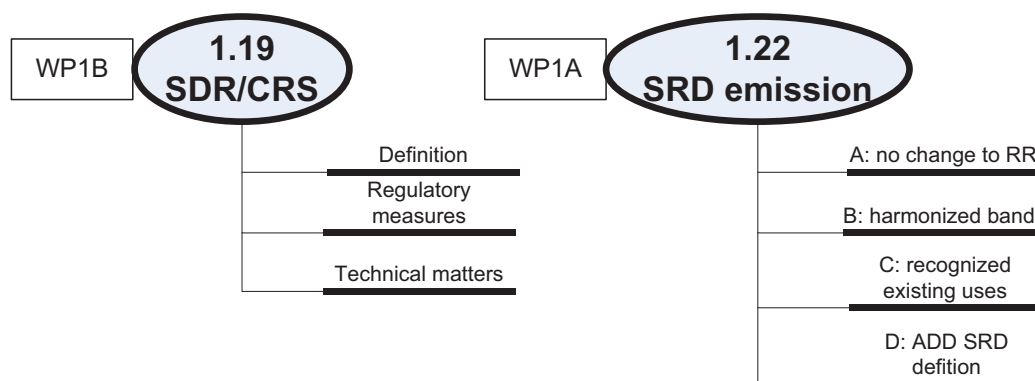 WP1B
1.19
SDR/CRS
Definition
Regulatory
measures
Technical matters
WP1A
1.22
SRD emission
A: no change to RR
B: harmonized band
C: recognized
existing uses
D: ADD SRD
defition